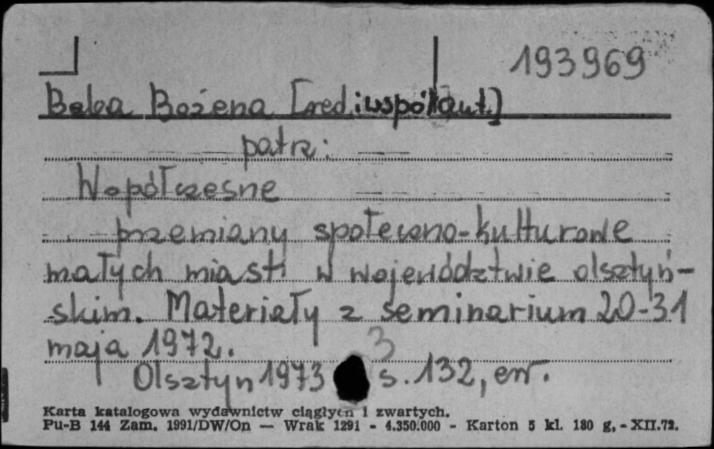 193969
Beba Bożena [red. i współaut.]
patrz:
Wspólczesne
przemiany społeczno-kulturowe
małych miast w województwie olsztyń-
skim. Materiały z seminarium 20-31
maja 1972. 3
Olsztyn 1973 s. 132, err.
Karta katalogowa wydawnictw ciągłych i zwartych.
Pu-B 144 Zam. 1991/DW/On — Wrak 1291 - 4.350.000 - Karton 5 kl. 180 g. - XII.72.